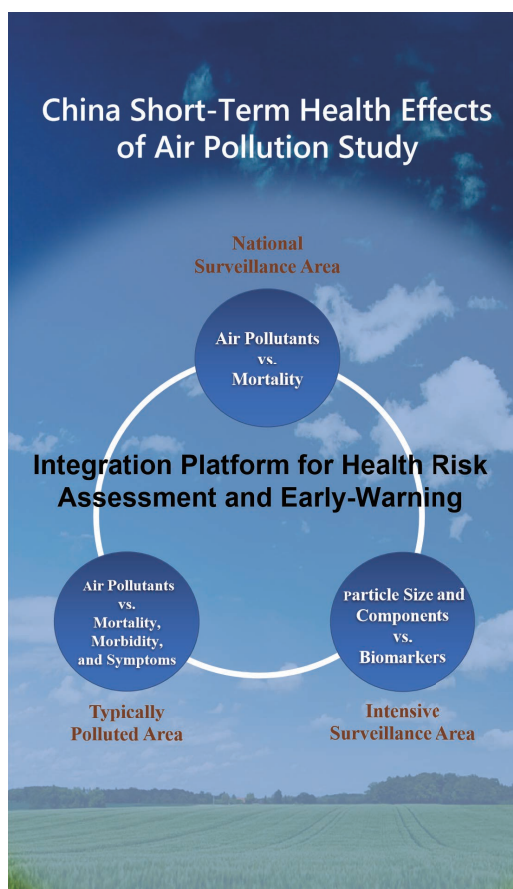 China Short-Term Health Effects
of Air Pollution Study
National
Surveillance Area
Air Pollutants
vs.
Mortality
Integration Platform for Health Risk
Assessment and Early-Warning
Air Pollutants
vs.
Mortality,
Morbidity,
and Symptoms
Particle Size and
Components
vs.
Biomarkers
Typically
Polluted Area
Intensive
Surveillance Area